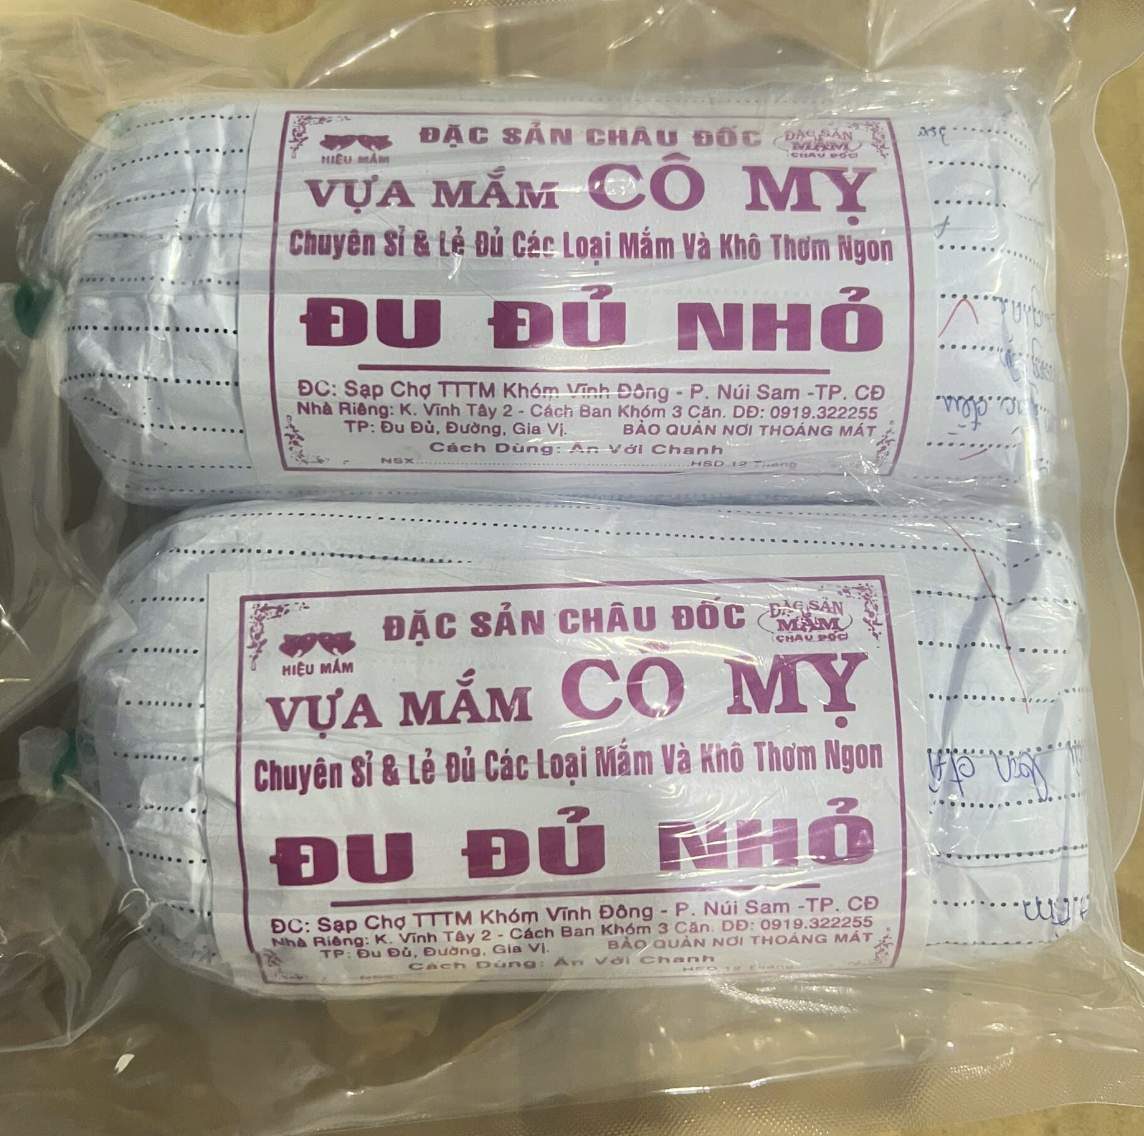 ĐẶC SẢN CHÂU ĐỐC
HIỆU MẮM
ĐẶC SẢN
MẮM
CHÂU ĐỐC
VỰA MẮM CÔ MỴ
Chuyên Sỉ & Lẻ Đủ Các Loại Mắm Và Khô Thơm Ngon
ĐU ĐỦ NHỎ
ĐC: Sạp Chợ TTTM Khóm Vĩnh Đông - P. Núi Sam -TP. CĐ
Nhà Riêng: K. Vĩnh Tây 2 - Cách Ban Khóm 3 Căn. DĐ: 0919.322255
TP: Đu Đủ, Đường, Gia Vị. BẢO QUẢN NƠI THOÁNG MÁT
Cách Dùng: Ăn Với Chanh
NSX HSD 12 Tháng
ĐẶC SẢN CHÂU ĐỐC
HIỆU MẮM
ĐẶC SẢN
MẮM
CHÂU ĐỐC
VỰA MẮM CÔ MỴ
Chuyên Sỉ & Lẻ Đủ Các Loại Mắm Và Khô Thơm Ngon
ĐU ĐỦ NHỎ
ĐC: Sạp Chợ TTTM Khóm Vĩnh Đông - P. Núi Sam -TP. CĐ
Nhà Riêng: K. Vĩnh Tây 2 - Cách Ban Khóm 3 Căn. DĐ: 0919.322255
TP: Đu Đủ, Đường, Gia Vị. BẢO QUẢN NƠI THOÁNG MÁT
Cách Dùng: Ăn Với Chanh
NSX HSD 12 Tháng